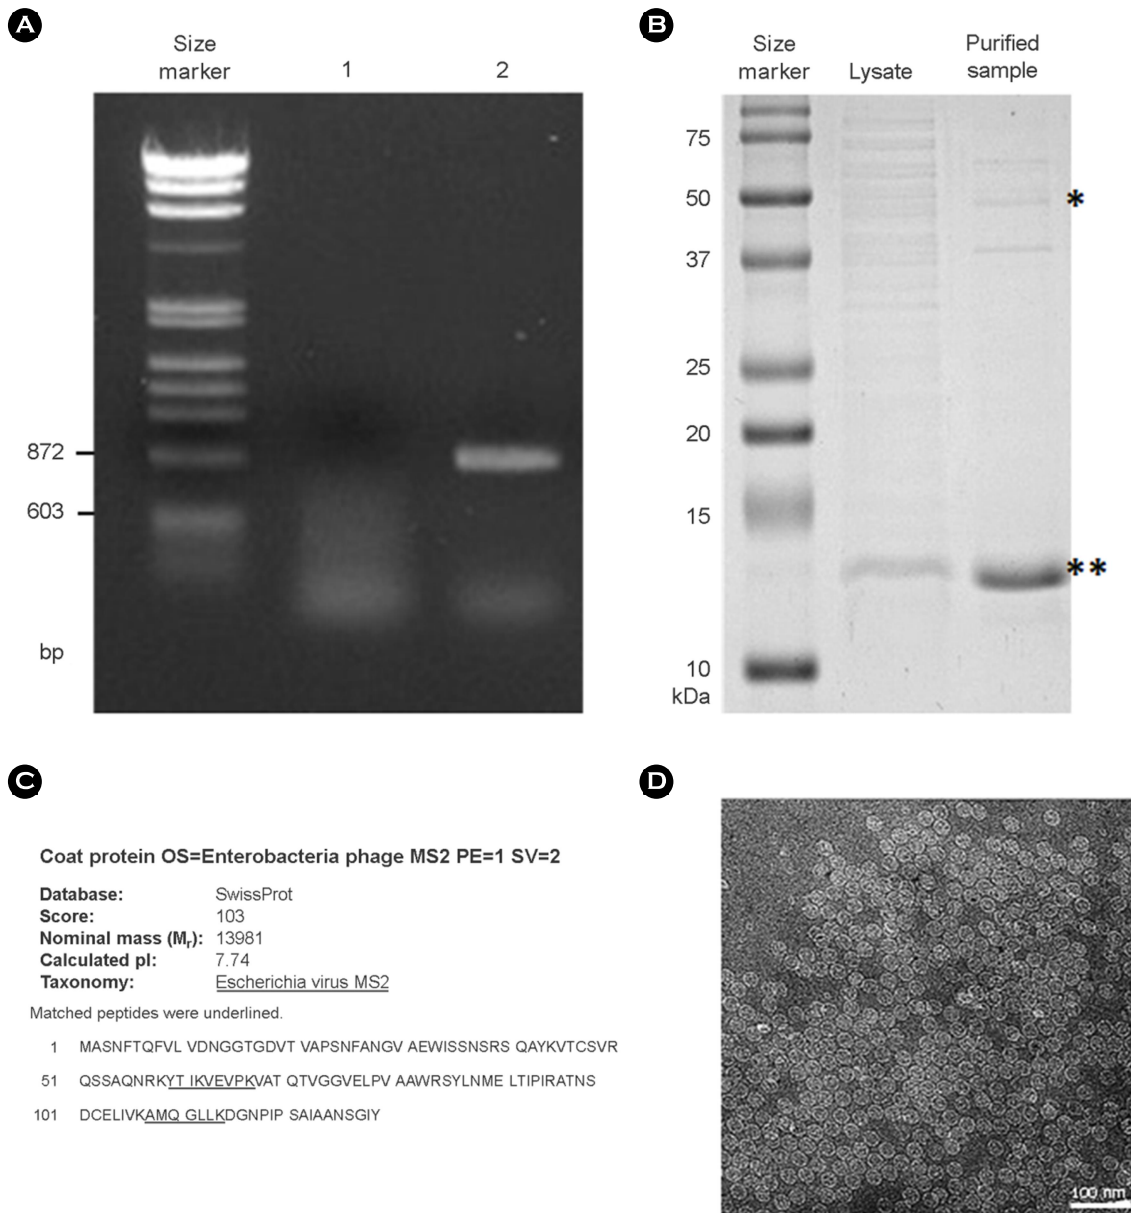 A
Size
marker
1
2
872
603
bp
B
Size
marker
Lysate
Purified
sample
75
50
*
37
25
20
15
**
10
kDa
C
Coat protein OS=Enterobacteria phage MS2 PE=1 SV=2
Database: SwissProt
Score: 103
Nominal mass (Mr): 13981
Calculated pI: 7.74
Taxonomy: Escherichia virus MS2
Matched peptides were underlined.
1 MASNFTQFVL VDNGGTGDVT VAPSNFANGV AEWISSNSRS QAYKVTCSVR
51 QSSAQNRKYT IKVEVPKVAT QTVGGVELPV AAWRSYLNME LTIPIRATNS
101 DCELIVKAMQ GLLKDGNPIP SAIAANSGIY
D
100 nm